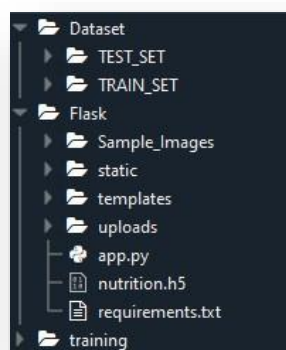 Dataset
TEST_SET
TRAIN_SET
Flask
Sample_Images
static
templates
uploads
app.py
nutrition.h5
requirements.txt
training